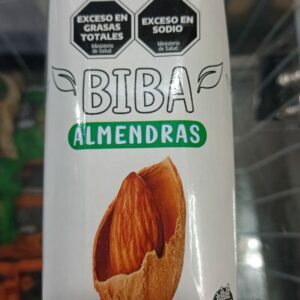 EXCESO EN
GRASAS
TOTALES
Ministerio
de Salud
EXCESO EN
SODIO
Ministerio
de Salud
BIBA
ALMENDRAS